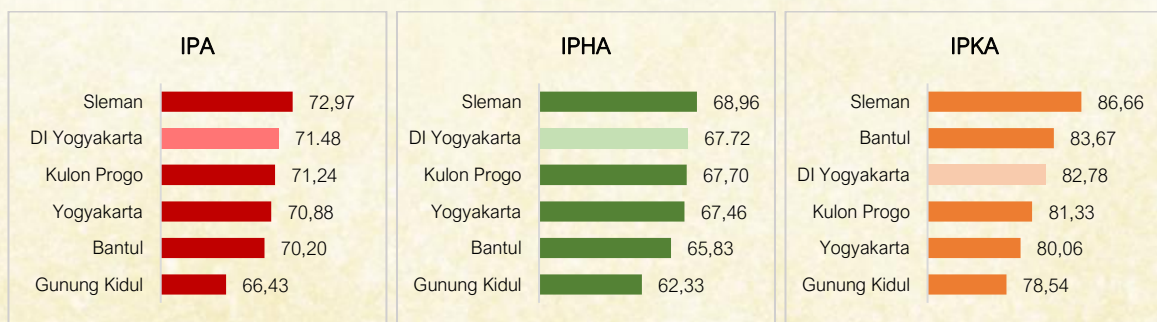 IPA
Sleman 72,97
DI Yogyakarta 71.48
Kulon Progo 71,24
Yogyakarta 70,88
Bantul 70,20
Gunung Kidul 66,43
IPHA
Sleman 68,96
DI Yogyakarta 67.72
Kulon Progo 67,70
Yogyakarta 67,46
Bantul 65,83
Gunung Kidul 62,33
IPKA
Sleman 86,66
Bantul 83,67
DI Yogyakarta 82,78
Kulon Progo 81,33
Yogyakarta 80,06
Gunung Kidul 78,54